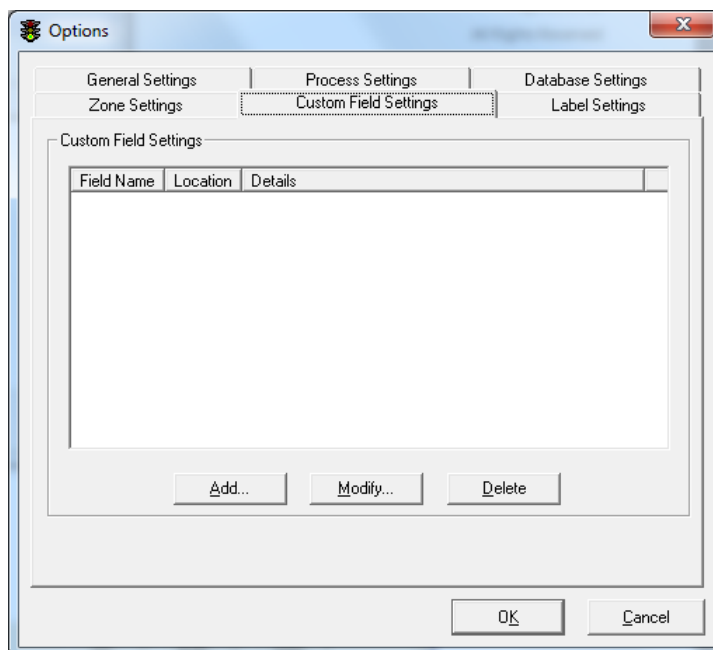 Options
General Settings Process Settings Database Settings
Zone Settings Custom Field Settings Label Settings
Custom Field Settings
Field Name Location Details
Add... Modify... Delete
OK Cancel